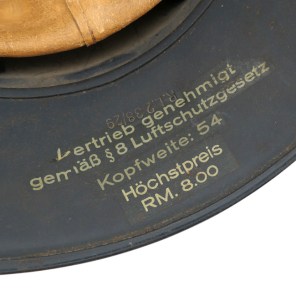 Vertrieb genehmigt
gemäß § 8 Luftschutzgesetz
Kopfweite: 54
Höchstpreis
RM. 8.00